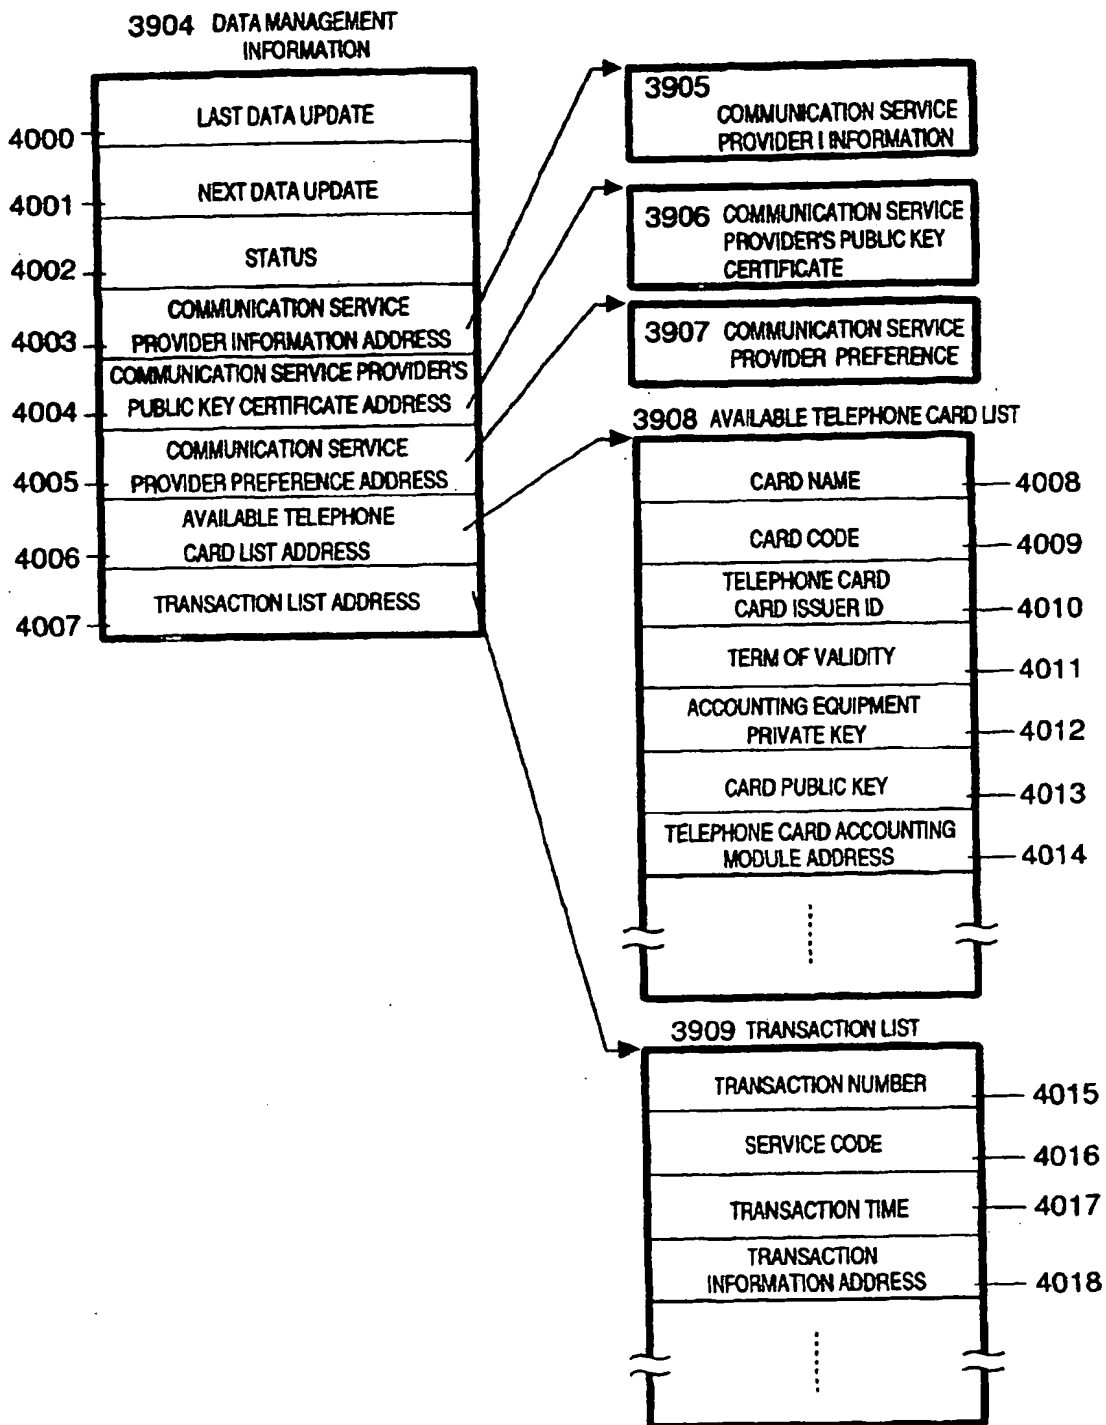 3904 DATA MANAGEMENT
INFORMATION
LAST DATA UPDATE
4000
NEXT DATA UPDATE
4001
STATUS
4002
COMMUNICATION SERVICE
PROVIDER INFORMATION ADDRESS
4003
COMMUNICATION SERVICE PROVIDER'S
PUBLIC KEY CERTIFICATE ADDRESS
4004
COMMUNICATION SERVICE
PROVIDER PREFERENCE ADDRESS
4005
AVAILABLE TELEPHONE
CARD LIST ADDRESS
4006
TRANSACTION LIST ADDRESS
4007
3905
COMMUNICATION SERVICE
PROVIDER I INFORMATION
3906 COMMUNICATION SERVICE
PROVIDER'S PUBLIC KEY
CERTIFICATE
3907 COMMUNICATION SERVICE
PROVIDER PREFERENCE
3908 AVAILABLE TELEPHONE CARD LIST
CARD NAME
4008
CARD CODE
4009
TELEPHONE CARD
CARD ISSUER ID
4010
TERM OF VALIDITY
4011
ACCOUNTING EQUIPMENT
PRIVATE KEY
4012
CARD PUBLIC KEY
4013
TELEPHONE CARD ACCOUNTING
MODULE ADDRESS
4014
3909 TRANSACTION LIST
TRANSACTION NUMBER
4015
SERVICE CODE
4016
TRANSACTION TIME
4017
TRANSACTION
INFORMATION ADDRESS
4018